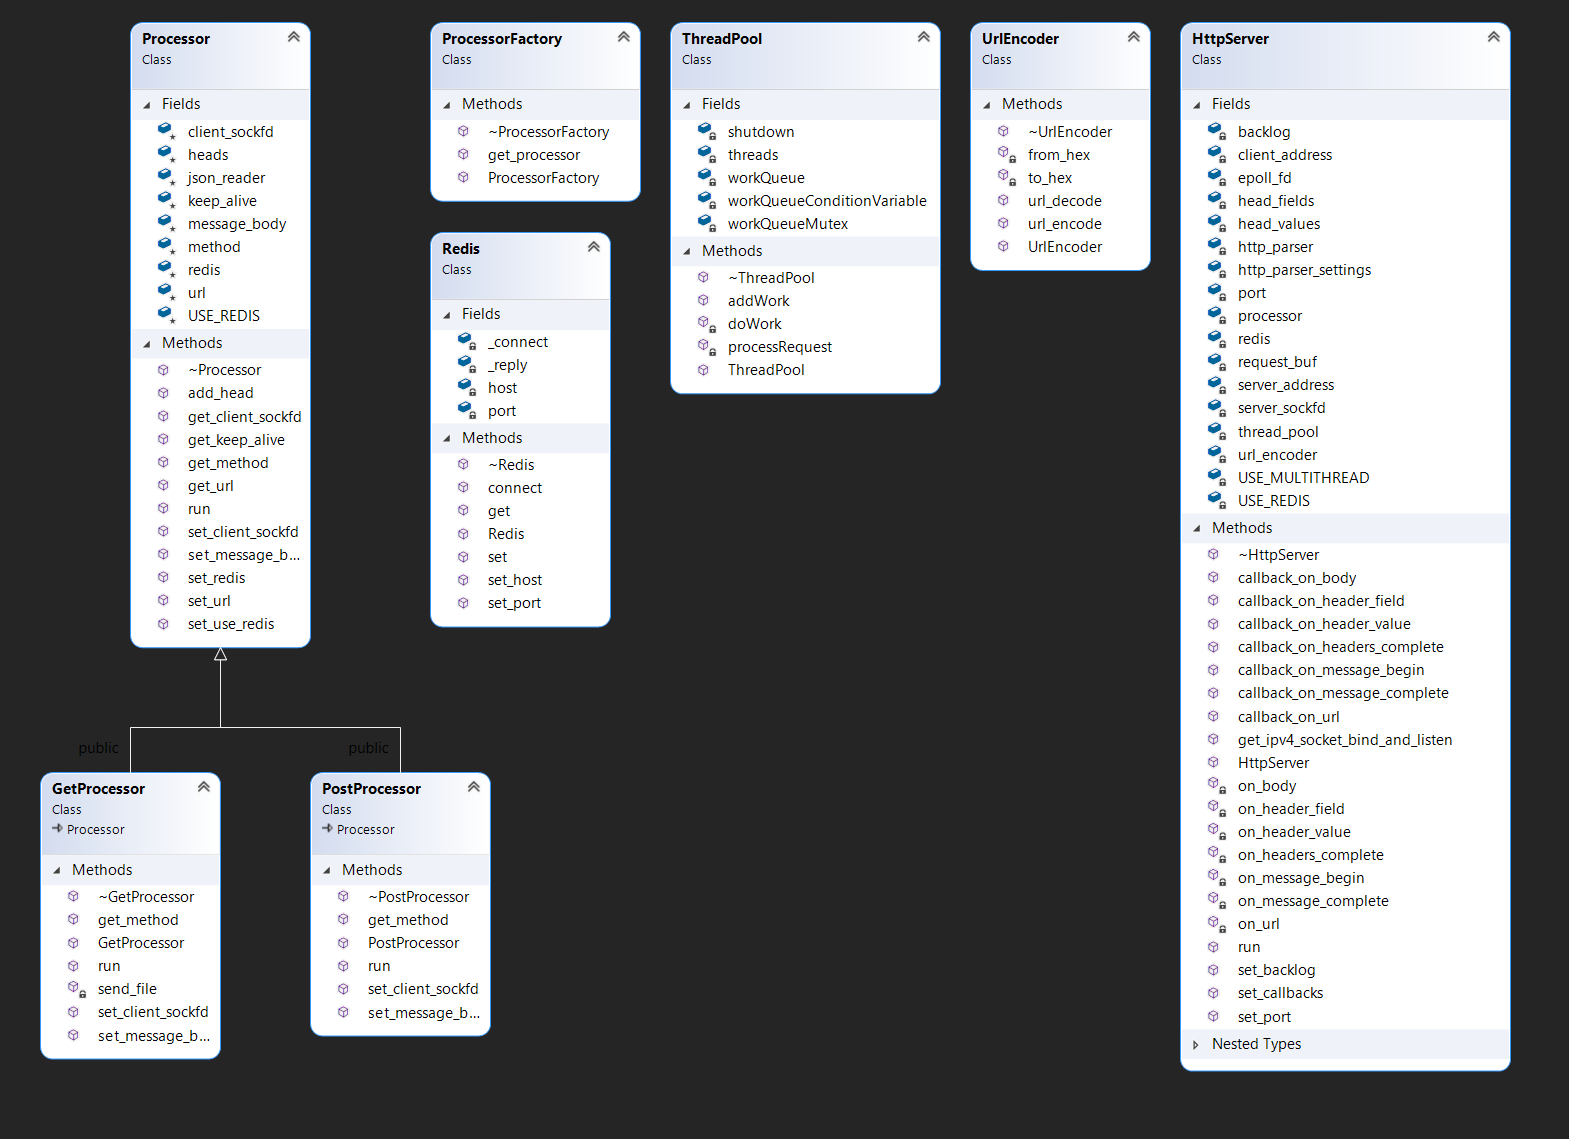 Processor
Class
Fields
client_sockfd
heads
json_reader
keep_alive
message_body
method
redis
url
USE_REDIS
Methods
~Processor
add_head
get_client_sockfd
get_keep_alive
get_method
get_url
run
set_client_sockfd
set_message_b...
set_redis
set_url
set_use_redis
public
public
GetProcessor
Class
Processor
Methods
~GetProcessor
get_method
GetProcessor
run
send_file
set_client_sockfd
set_message_b...
PostProcessor
Class
Processor
Methods
~PostProcessor
get_method
PostProcessor
run
set_client_sockfd
set_message_b...
ProcessorFactory
Class
Methods
~ProcessorFactory
get_processor
ProcessorFactory
Redis
Class
Fields
_connect
_reply
host
port
Methods
~Redis
connect
get
Redis
set
set_host
set_port
ThreadPool
Class
Fields
shutdown
threads
workQueue
workQueueConditionVariable
workQueueMutex
Methods
~ThreadPool
addWork
doWork
processRequest
ThreadPool
UrlEncoder
Class
Methods
~UrlEncoder
from_hex
to_hex
url_decode
url_encode
UrlEncoder
HttpServer
Class
Fields
backlog
client_address
epoll_fd
head_fields
head_values
http_parser
http_parser_settings
port
processor
redis
request_buf
server_address
server_sockfd
thread_pool
url_encoder
USE_MULTITHREAD
USE_REDIS
Methods
~HttpServer
callback_on_body
callback_on_header_field
callback_on_header_value
callback_on_headers_complete
callback_on_message_begin
callback_on_message_complete
callback_on_url
get_ipv4_socket_bind_and_listen
HttpServer
on_body
on_header_field
on_header_value
on_headers_complete
on_message_begin
on_message_complete
on_url
run
set_backlog
set_callbacks
set_port
Nested Types